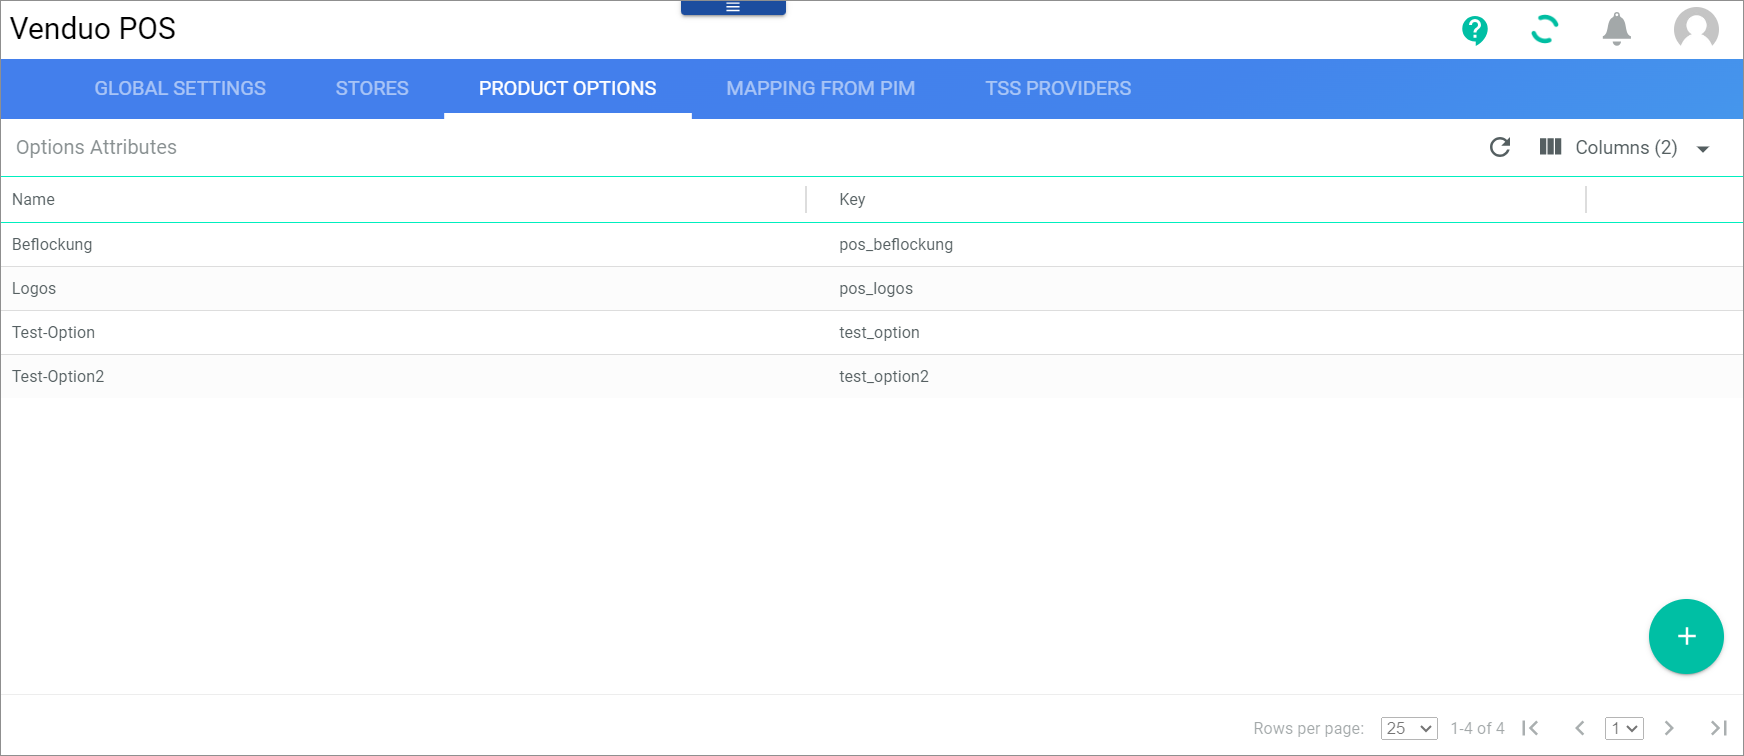 Venduo POS
GLOBAL SETTINGS STORES PRODUCT OPTIONS MAPPING FROM PIM TSS PROVIDERS
Options Attributes Columns (2)
Name Key
Beflockung pos_beflockung
Logos pos_logos
Test-Option test_option
Test-Option2 test_option2
Rows per page: 25 1-4 of 4 1